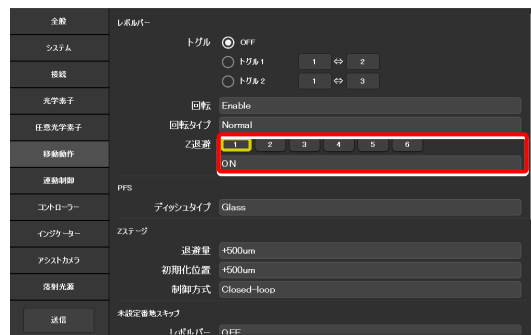 全般
システム
接続
光学素子
任意光学素子
移動動作
連動制御
コントローラー
インジケーター
アシストカメラ
落射光源
送信
レボルバー
トグル OFF
トグル1 1 ⇔ 2
トグル2 1 ⇔ 3
回転 Enable
回転タイプ Normal
Z退避 1 2 3 4 5 6
ON
PFS
ディッシュタイプ Glass
Zステージ
退避量 +500um
初期化位置 +500um
制御方式 Closed-loop
未設定番地スキップ
レボルバー OFF